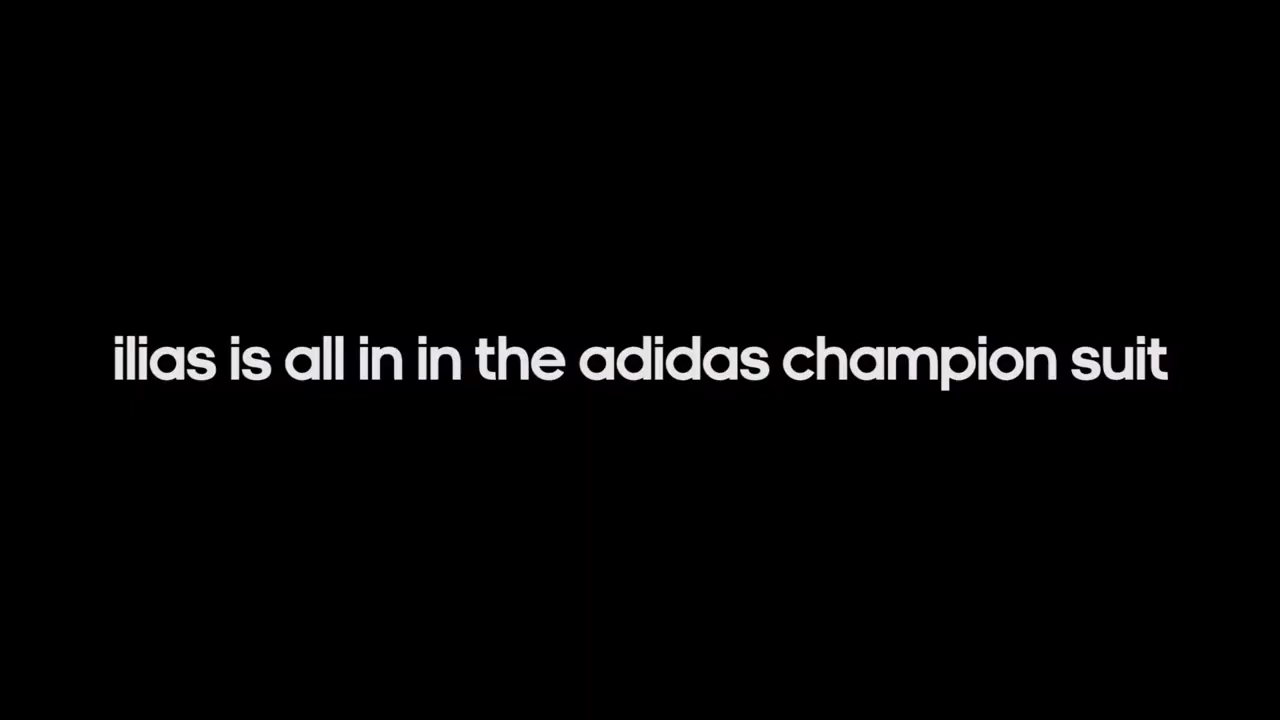 ilias is all in in the adidas champion suit